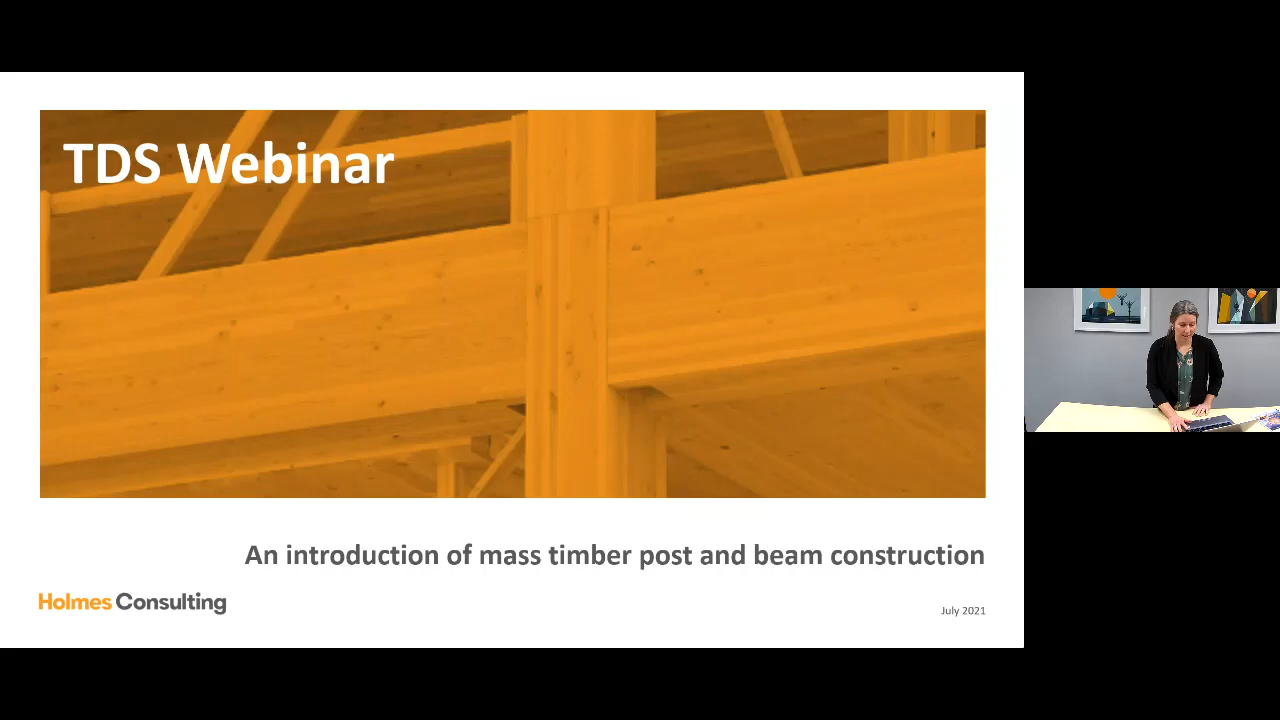 TDS Webinar
An introduction of mass timber post and beam construction
Holmes Consulting
July 2021